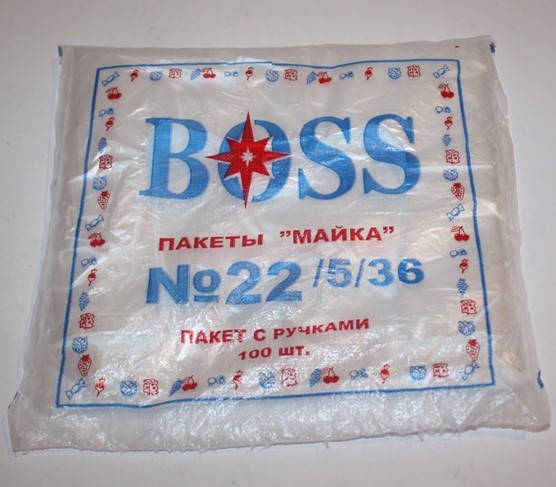 BOSS
ПАКЕТЫ "МАЙКА"
№22/5/36
ПАКЕТ С РУЧКАМИ
100 шт.